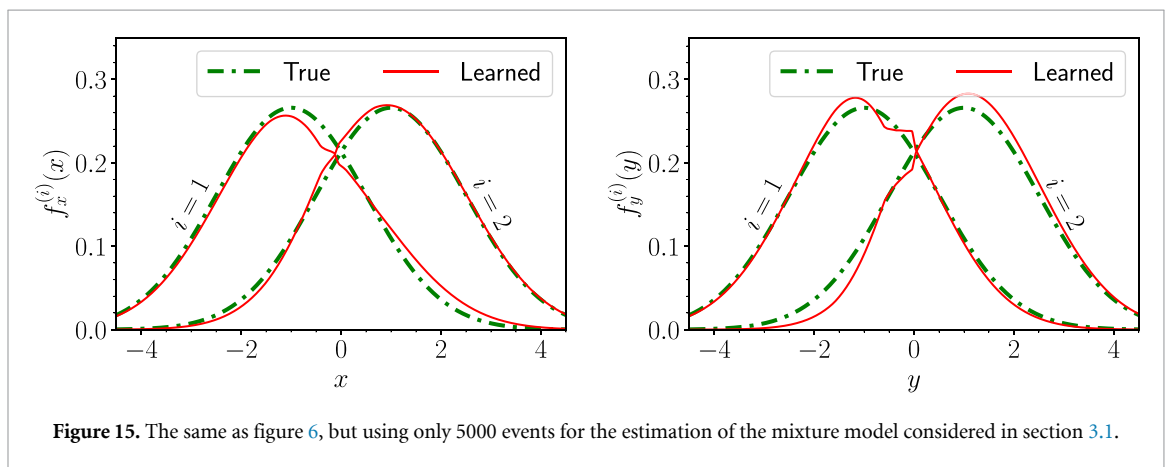 True Learned
True Learned
0.3
0.2
0.1
0.0
f_x^{(i)}(x)
i = 1
i = 2
−4 −2 0 2 4
x
0.3
0.2
0.1
0.0
f_y^{(i)}(y)
i = 1
i = 2
−4 −2 0 2 4
y
Figure 15. The same as figure 6, but using only 5000 events for the estimation of the mixture model considered in section 3.1.